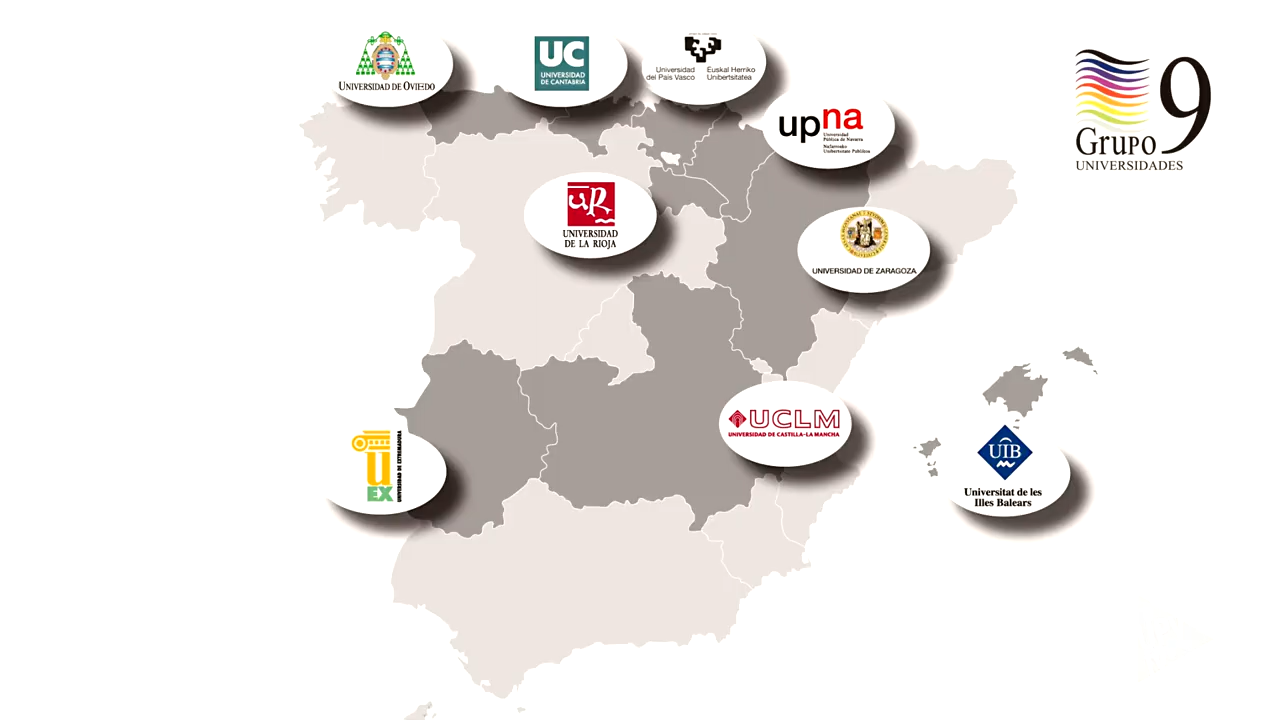 UNIVERSIDAD DE OVIEDO
UC
UNIVERSIDAD
DE CANTABRIA
Universidad Euskal Herriko
del País Vasco Unibertsitatea
upna
Universidad
Pública de Navarra
Nafarroako
Unibertsitate Publikoa
9
Grupo
UNIVERSIDADES
uR
UNIVERSIDAD
DE LA RIOJA
UNIVERSIDAD DE ZARAGOZA
UCLM
UNIVERSIDAD DE CASTILLA-LA MANCHA
U
EX
UNIVERSIDAD DE EXTREMADURA
UIB
Universitat de les
Illes Balears